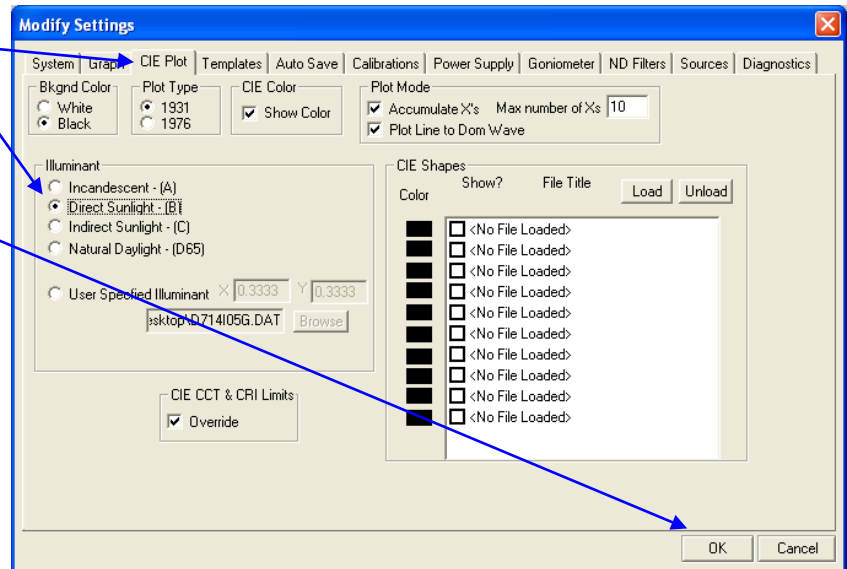 Modify Settings
System Graph CIE Plot Templates Auto Save Calibrations Power Supply Goniometer ND Filters Sources Diagnostics
Bkgnd Color
White
Black
Plot Type
1931
1976
CIE Color
Show Color
Plot Mode
Accumulate X's Max number of Xs 10
Plot Line to Dom Wave
Illuminant
Incandescent - (A)
Direct Sunlight - (B)
Indirect Sunlight - (C)
Natural Daylight - (D65)
User Specified Illuminant X 0.3333 Y 0.3333
esktop\D714I05G.DAT Browse
CIE CCT & CRI Limits
Override
CIE Shapes
Color Show? File Title Load Unload
<No File Loaded>
<No File Loaded>
<No File Loaded>
<No File Loaded>
<No File Loaded>
<No File Loaded>
<No File Loaded>
<No File Loaded>
<No File Loaded>
<No File Loaded>
OK Cancel